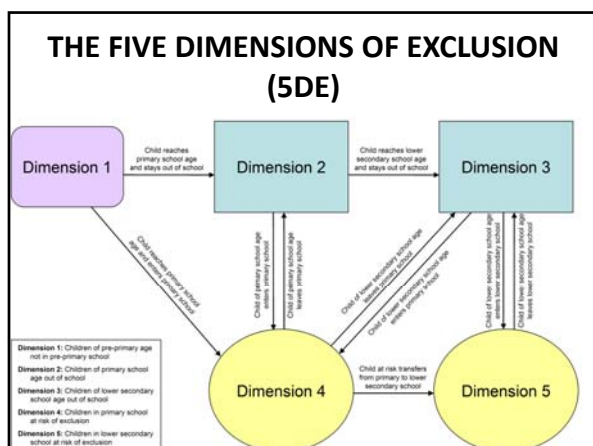 THE FIVE DIMENSIONS OF EXCLUSION
(5DE)
Dimension 1
Child reaches
primary school age
and stays out of school
Dimension 2
Child reaches lower
secondary school age
and stays out of school
Dimension 3
Child reaches primary school
age and enters primary school
Child of primary school age
enters primary school
Child of primary school age
leaves primary school
Child of lower secondary school age
leaves primary school
Child of lower secondary school age
enters primary school
Child of lower secondary school age
enters lower secondary school
Child of lower secondary school age
leaves lower secondary school
Dimension 4
Child at risk transfers
from primary to lower
secondary school
Dimension 5
Dimension 1: Children of pre-primary age
not in pre-primary school
Dimension 2: Children of primary school
age out of school
Dimension 3: Children of lower secondary
school age out of school
Dimension 4: Children in primary school
at risk of exclusion
Dimension 5: Children in lower secondary
school at risk of exclusion